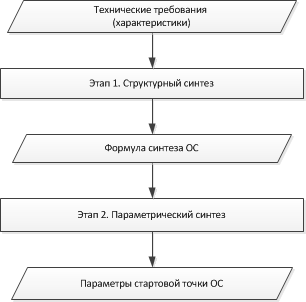 Технические требования
(характеристики)
Этап 1. Структурный синтез
Формула синтеза ОС
Этап 2. Параметрический синтез
Параметры стартовой точки ОС